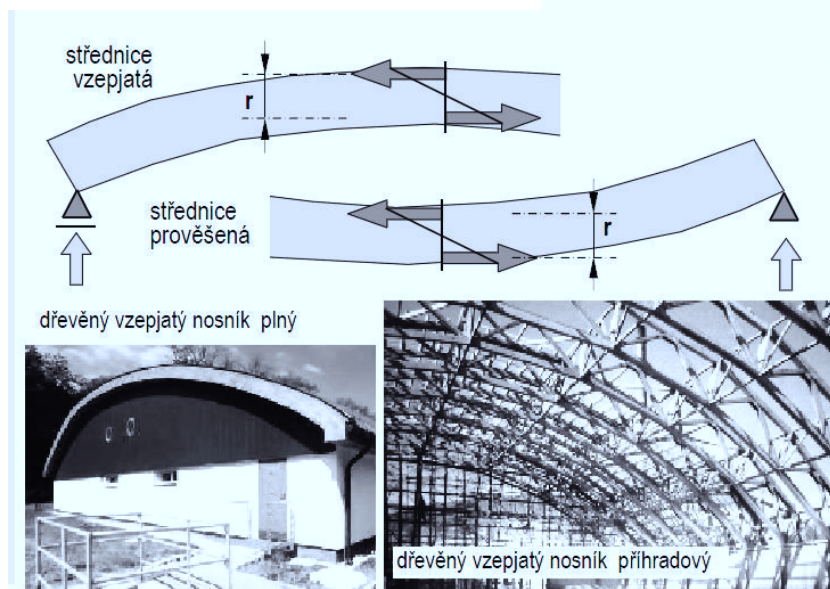 střednice
vzepjatá
r
střednice
prověšená
r
dřevěný vzepjatý nosník plný
dřevěný vzepjatý nosník příhradový